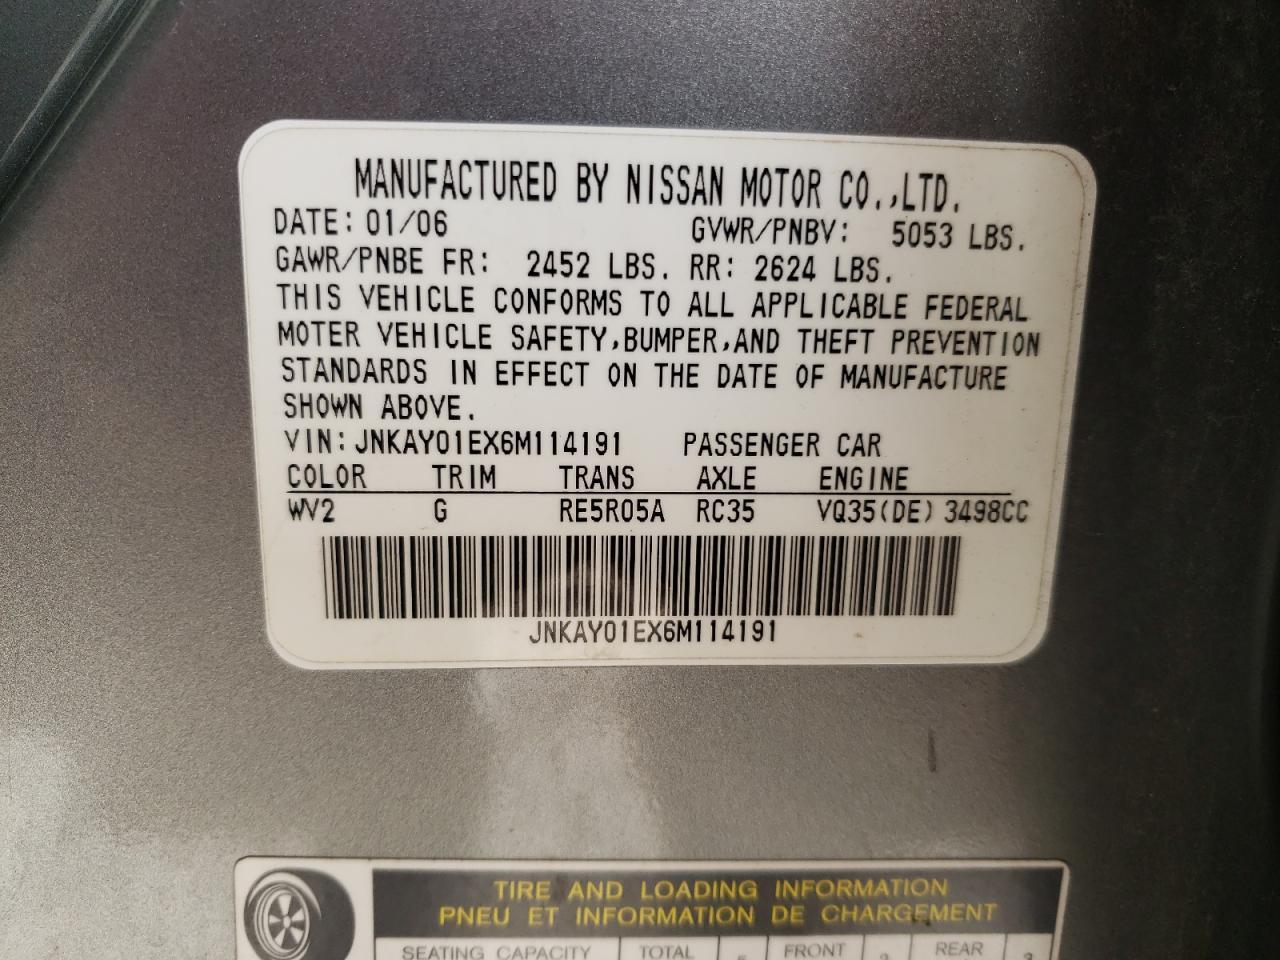 MANUFACTURED BY NISSAN MOTOR CO.,LTD.
DATE: 01/06 GVWR/PNBV: 5053 LBS.
GAWR/PNBE FR: 2452 LBS. RR: 2624 LBS.
THIS VEHICLE CONFORMS TO ALL APPLICABLE FEDERAL
MOTER VEHICLE SAFETY,BUMPER,AND THEFT PREVENTION
STANDARDS IN EFFECT ON THE DATE OF MANUFACTURE
SHOWN ABOVE.
VIN: JNKAY01EX6M114191 PASSENGER CAR
COLOR TRIM TRANS AXLE ENGINE
WV2 G RE5R05A RC35 VQ35(DE) 3498CC
JNKAY01EX6M114191
TIRE AND LOADING INFORMATION
PNEU ET INFORMATION DE CHARGEMENT
SEATING CAPACITY TOTAL FRONT REAR